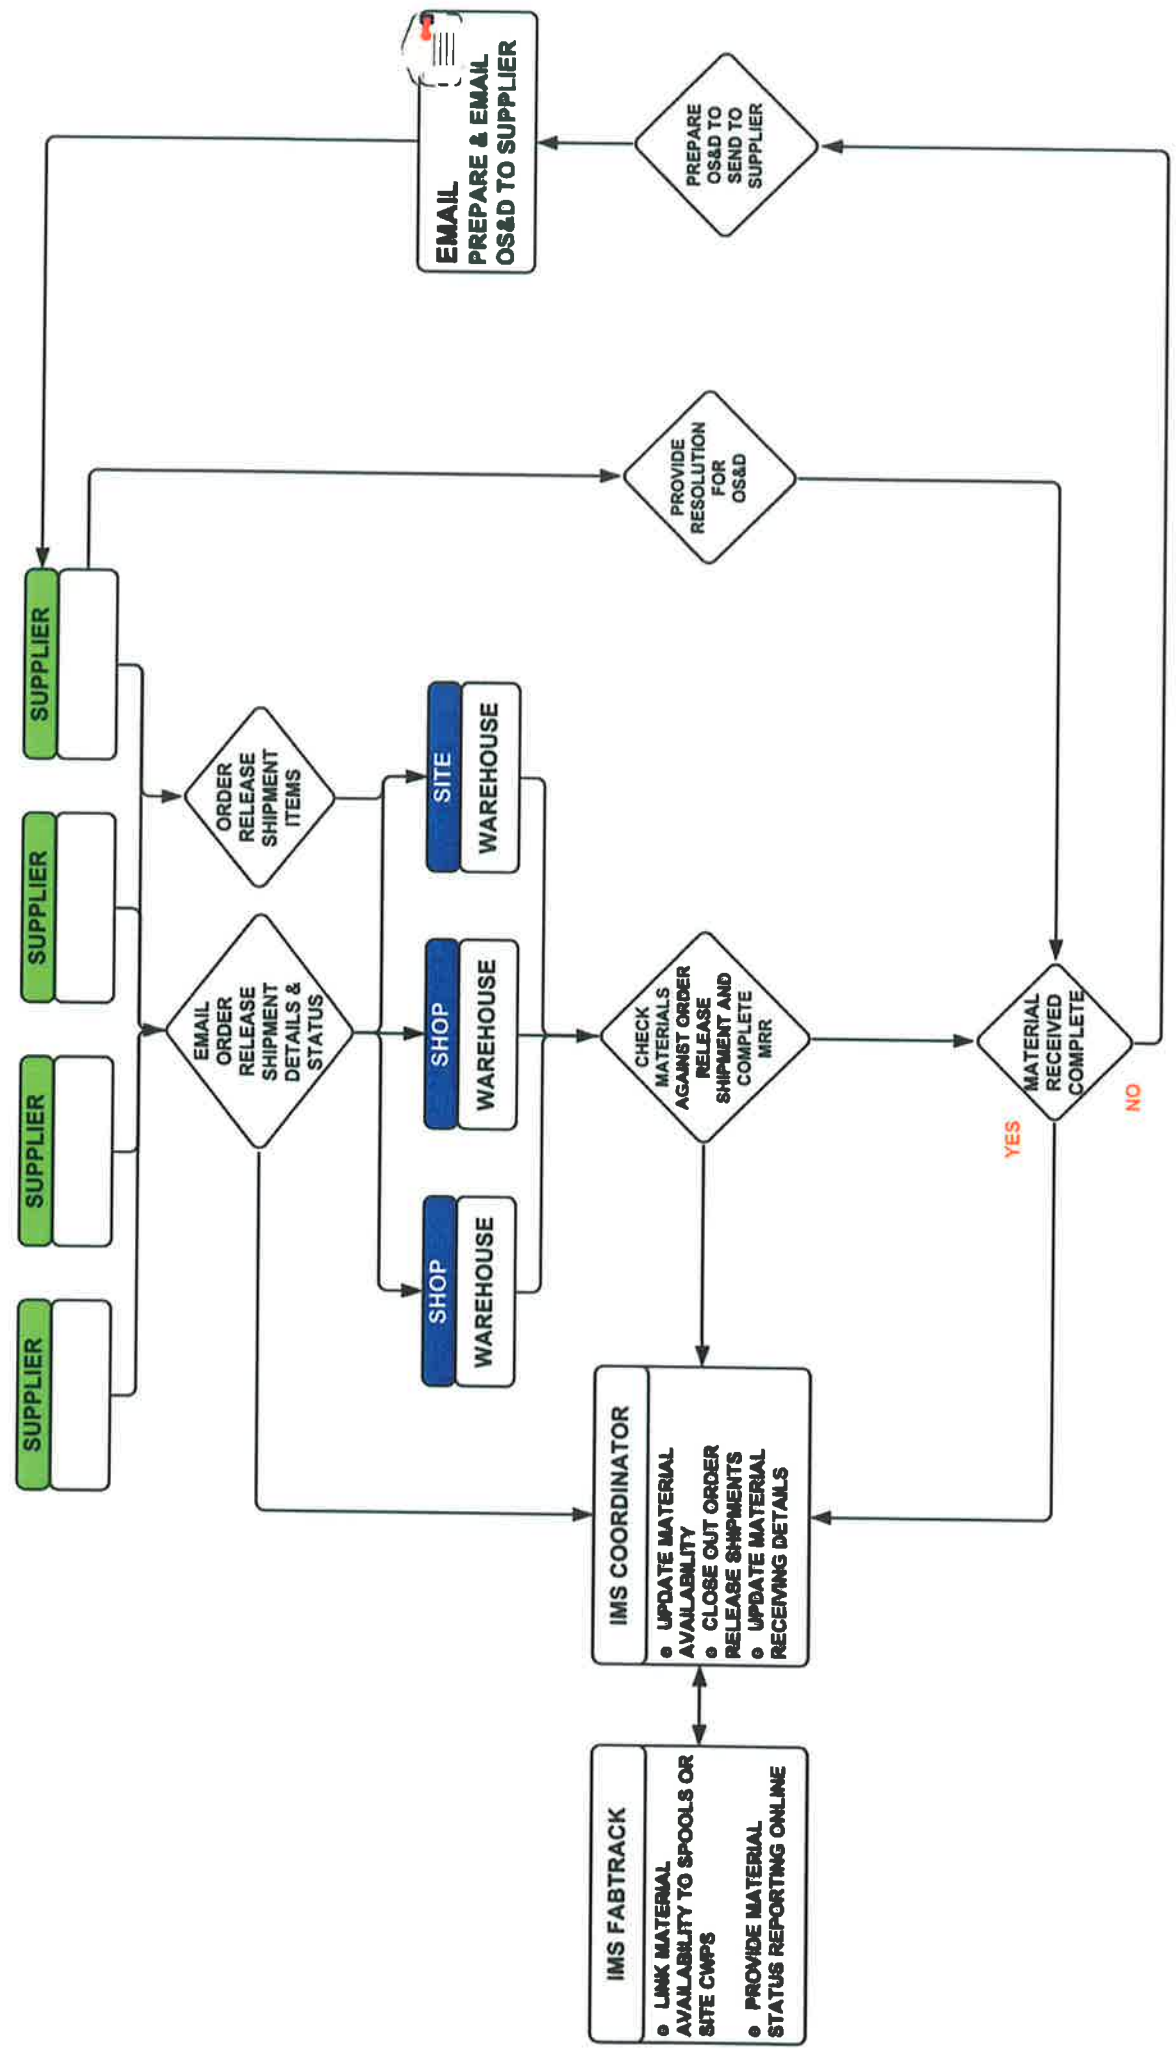 SUPPLIER
SUPPLIER
SUPPLIER
SUPPLIER
EMAIL
ORDER
RELEASE
SHIPMENT
DETAILS &
STATUS
ORDER
RELEASE
SHIPMENT
ITEMS
SHOP
WAREHOUSE
SHOP
WAREHOUSE
SITE
WAREHOUSE
EMAIL
PREPARE & EMAIL
OS&D TO SUPPLIER
IMS FABTRACK
LINK MATERIAL
AVAILABILITY TO SPOOLS OR
SITE CWPS
PROVIDE MATERIAL
STATUS REPORTING ONLINE
IMS COORDINATOR
UPDATE MATERIAL
AVAILABILITY
CLOSE OUT ORDER
RELEASE SHIPMENTS
UPDATE MATERIAL
RECEIVING DETAILS
CHECK
MATERIALS
AGAINST ORDER
RELEASE
SHIPMENT AND
COMPLETE
MRR
PROVIDE
RESOLUTION
FOR
OS&D
PREPARE
OS&D TO
SEND TO
SUPPLIER
YES
MATERIAL
RECEIVED
COMPLETE
NO